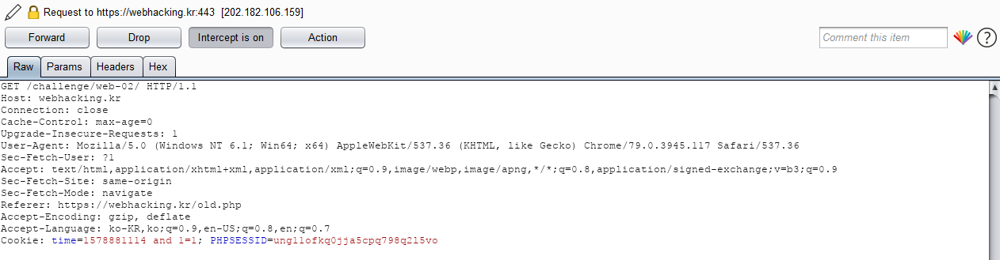 Request to https://webhacking.kr:443 [202.182.106.159]
Forward Drop Intercept is on Action Comment this item ?
Raw Params Headers Hex
GET /challenge/web-02/ HTTP/1.1
Host: webhacking.kr
Connection: close
Cache-Control: max-age=0
Upgrade-Insecure-Requests: 1
User-Agent: Mozilla/5.0 (Windows NT 6.1; Win64; x64) AppleWebKit/537.36 (KHTML, like Gecko) Chrome/79.0.3945.117 Safari/537.36
Sec-Fetch-User: ?1
Accept: text/html,application/xhtml+xml,application/xml;q=0.9,image/webp,image/apng,*/*;q=0.8,application/signed-exchange;v=b3;q=0.9
Sec-Fetch-Site: same-origin
Sec-Fetch-Mode: navigate
Referer: https://webhacking.kr/old.php
Accept-Encoding: gzip, deflate
Accept-Language: ko-KR,ko;q=0.9,en-US;q=0.8,en;q=0.7
Cookie: time=1578881114 and 1=1; PHPSESSID=ung11ofkq0jja5cpq798q215vo